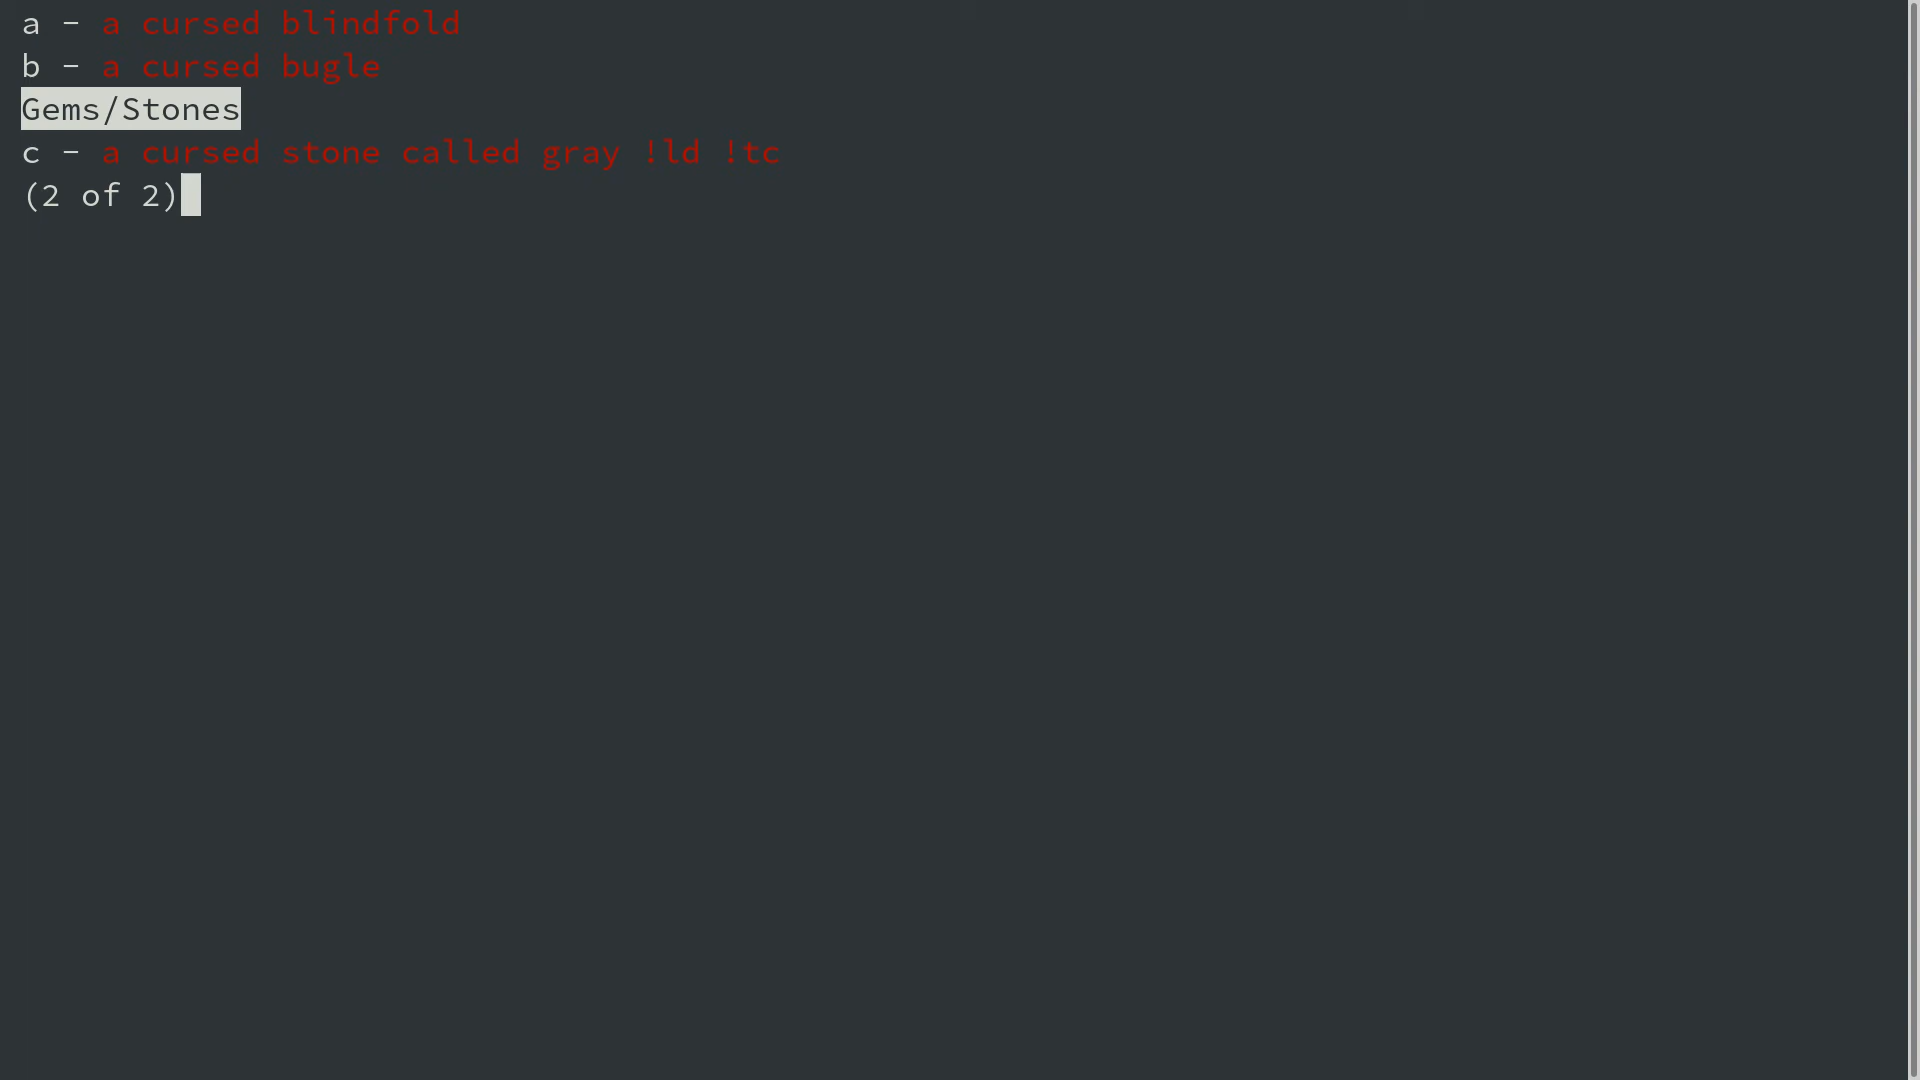 a - a cursed blindfold
b - a cursed bugle
Gems/Stones
c - a cursed stone called gray !ld !tc
(2 of 2)